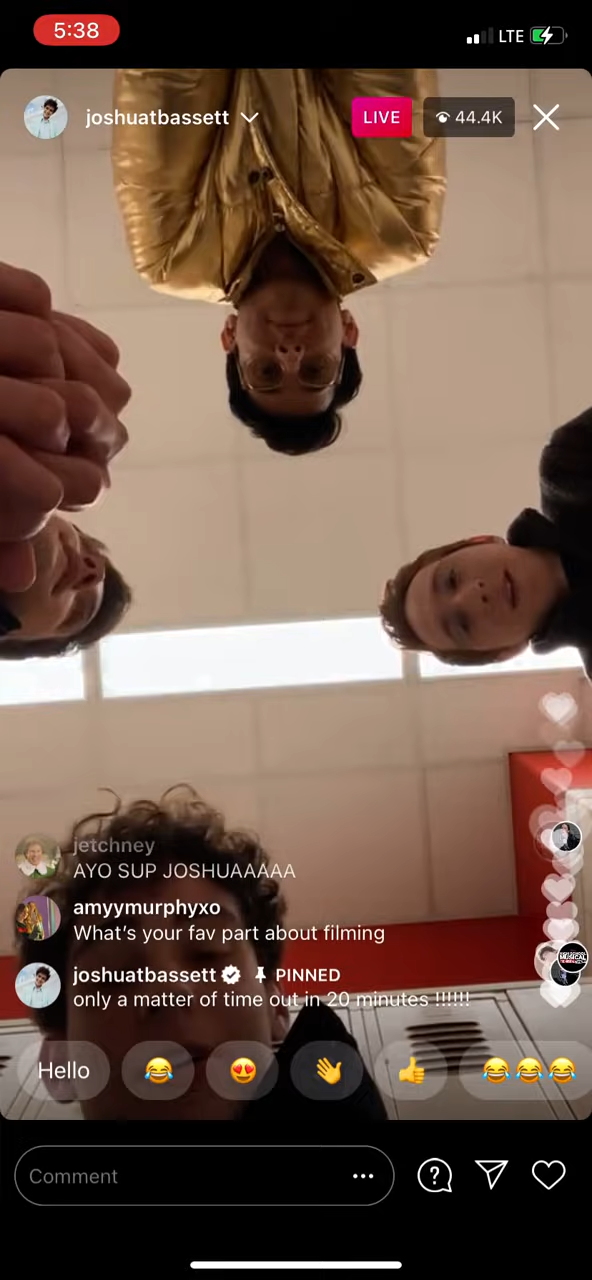 5:38
LTE
joshuatbassett
LIVE
44.4K
jetchney
AYO SUP JOSHUAAAAA
amyymurphyxo
What’s your fav part about filming
joshuatbassett PINNED
only a matter of time out in 20 minutes !!!!!!
Hello 😂 😍 👋 👍 😂😂😂
Comment